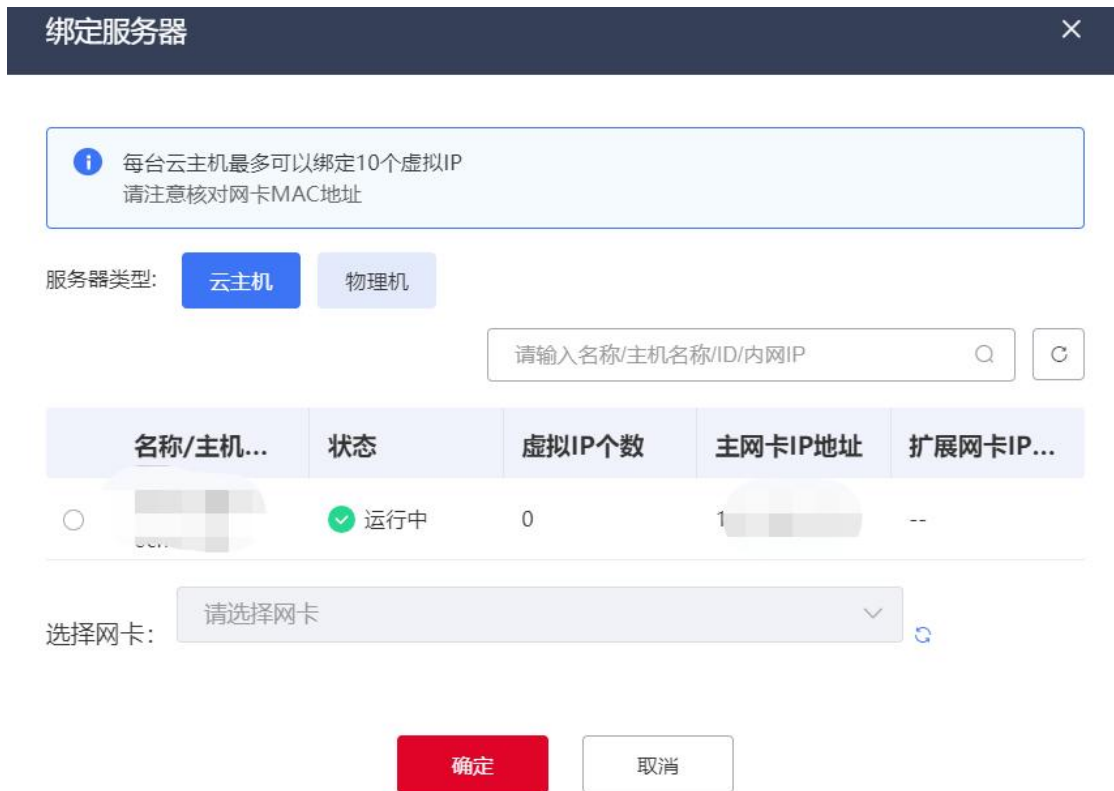 绑定服务器
每台云主机最多可以绑定10个虚拟IP
请注意核对网卡MAC地址
服务器类型: 云主机 物理机
请输入名称/主机名称/ID/内网IP
名称/主机... 状态 虚拟IP个数 主网卡IP地址 扩展网卡IP...
运行中 0 1 --
选择网卡: 请选择网卡
确定 取消